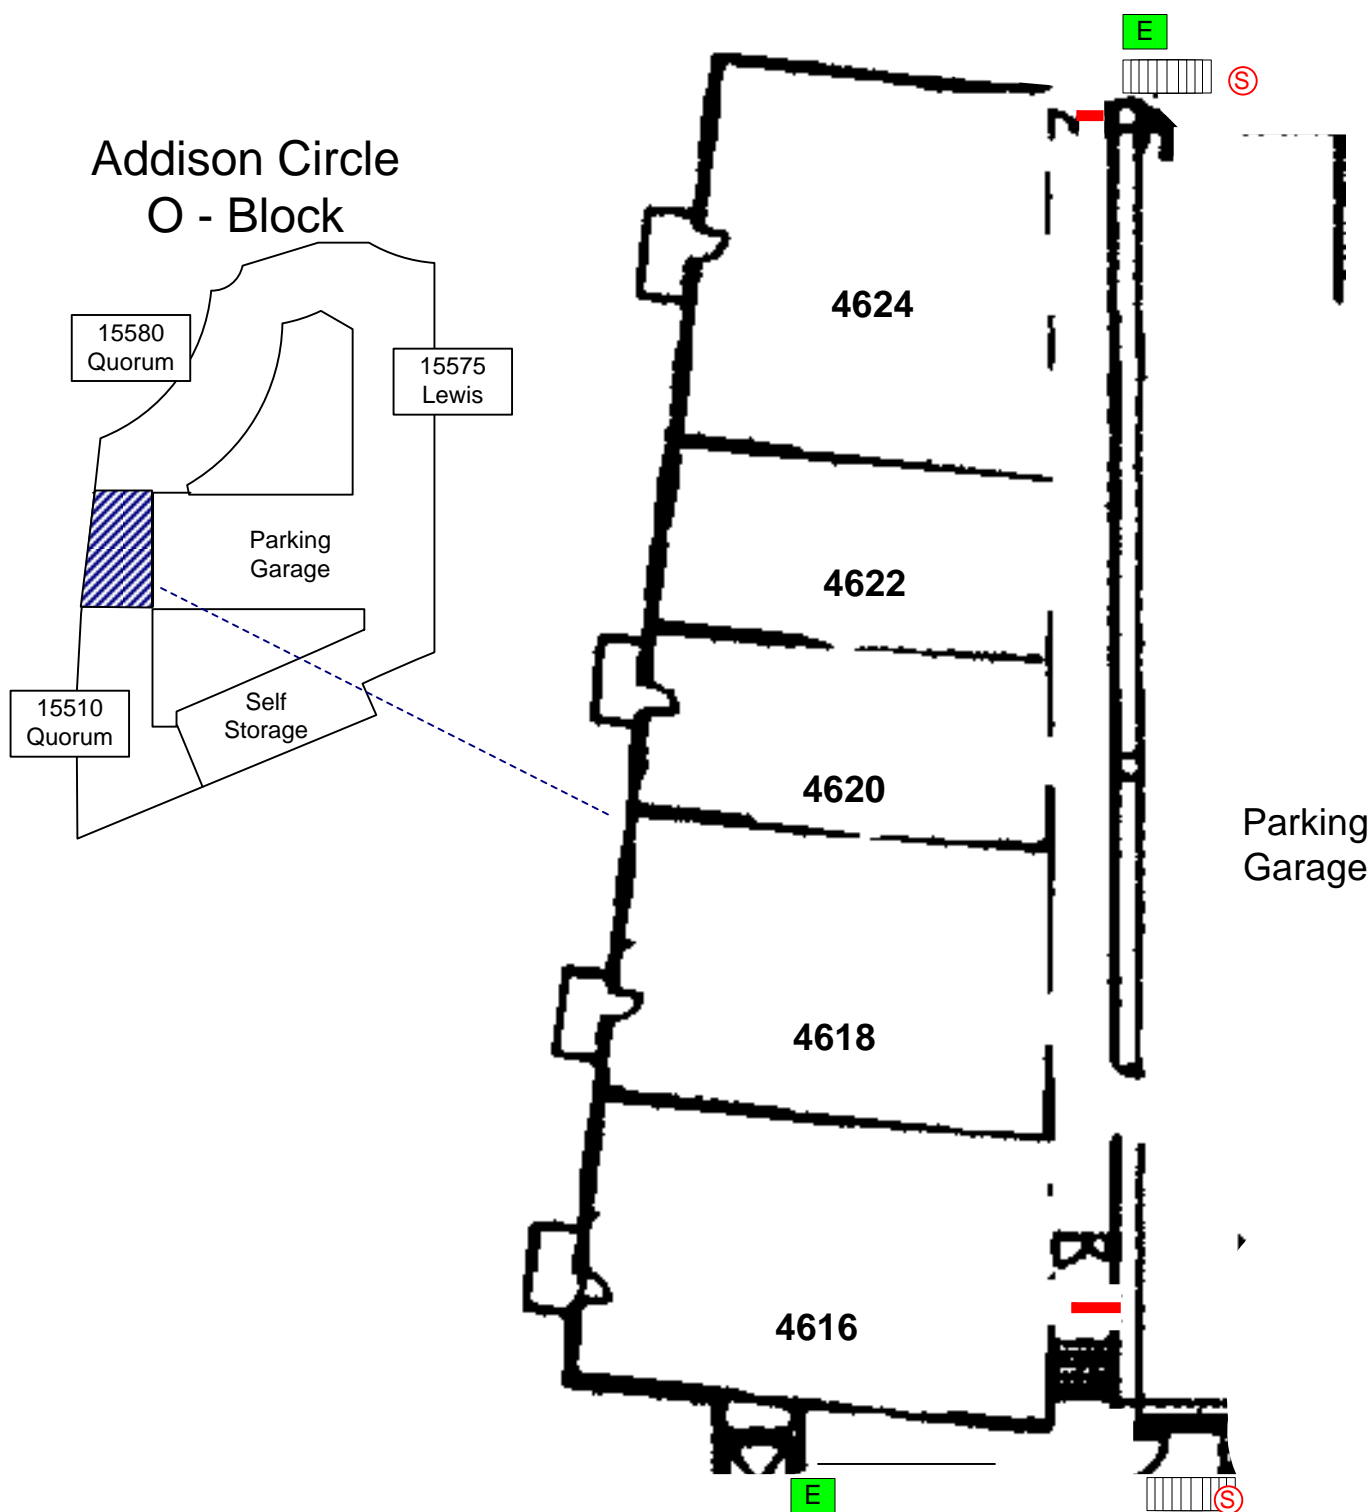 E
S
Addison Circle
O - Block
15580
Quorum
15575
Lewis
4624
Parking
Garage
4622
15510
Quorum
Self
Storage
4620
Parking
Garage
4618
4616
E
S